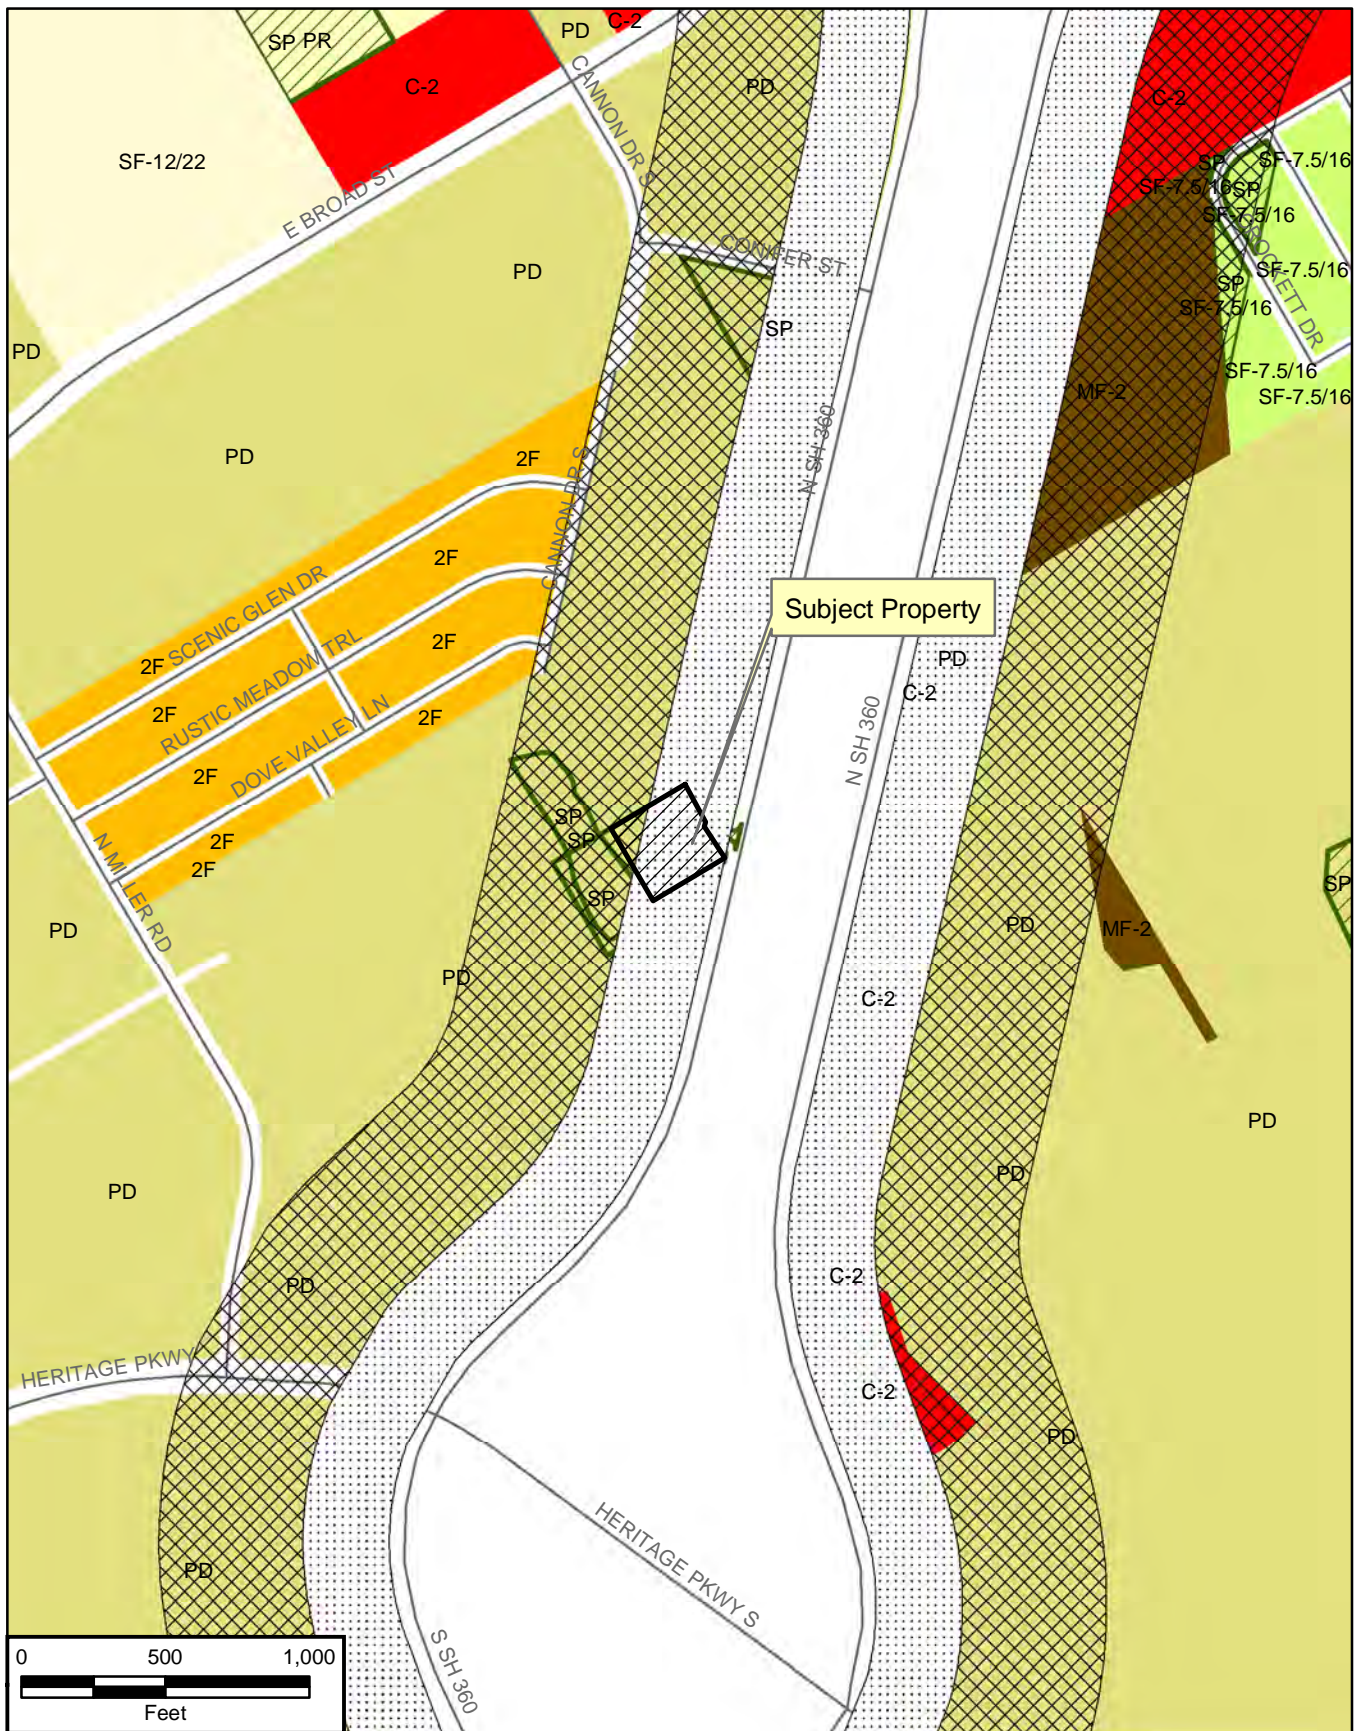 C-2
PD
SP PR
C-2
PD
C-2
CANNON DR S
SF-12/22
SP
SF-7.5/16
SF-7.5/16
SP
E BROAD ST
SF-7.5/16
CONIFER ST
CROCKETT DR
PD
SF-7.5/16
SP
SF-7.5/16
SP
PD
SF-7.5/16
MF-2
SF-7.5/16
N SH 360
PD
2F
CANNON DR S
2F
SCENIC GLEN DR
Subject Property
2F
RUSTIC MEADOW TRL
2F
PD
C-2
2F
DOVE VALLEY LN
2F
N SH 360
2F
SP
2F
SP
2F
N MILLER RD
SP
SP
PD
PD
MF-2
PD
C-2
PD
PD
PD
C-2
PD
HERITAGE PKWY
C-2
PD
HERITAGE PKWY S
PD
S SH 360
0 500 1,000
Feet